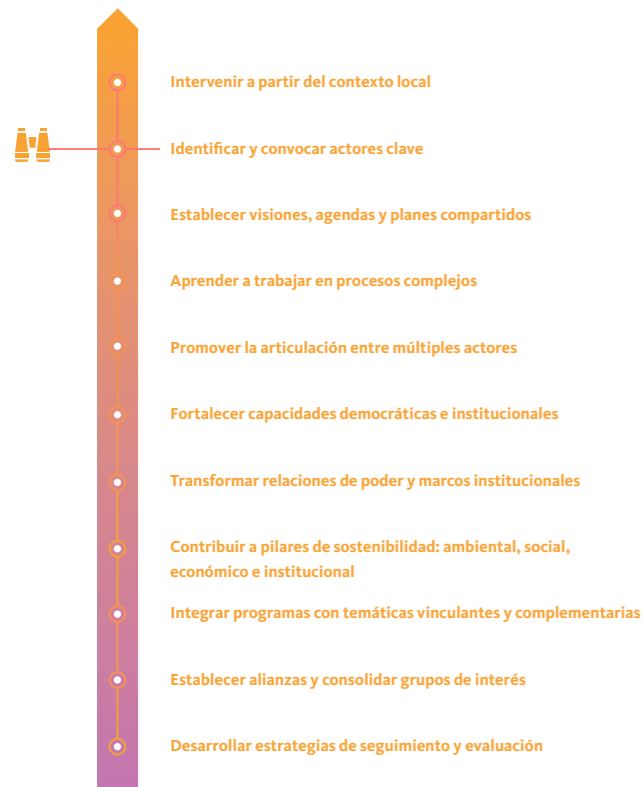 Intervenir a partir del contexto local
Identificar y convocar actores clave
Establecer visiones, agendas y planes compartidos
Aprender a trabajar en procesos complejos
Promover la articulación entre múltiples actores
Fortalecer capacidades democráticas e institucionales
Transformar relaciones de poder y marcos institucionales
Contribuir a pilares de sostenibilidad: ambiental, social,
económico e institucional
Integrar programas con temáticas vinculantes y complementarias
Establecer alianzas y consolidar grupos de interés
Desarrollar estrategias de seguimiento y evaluación